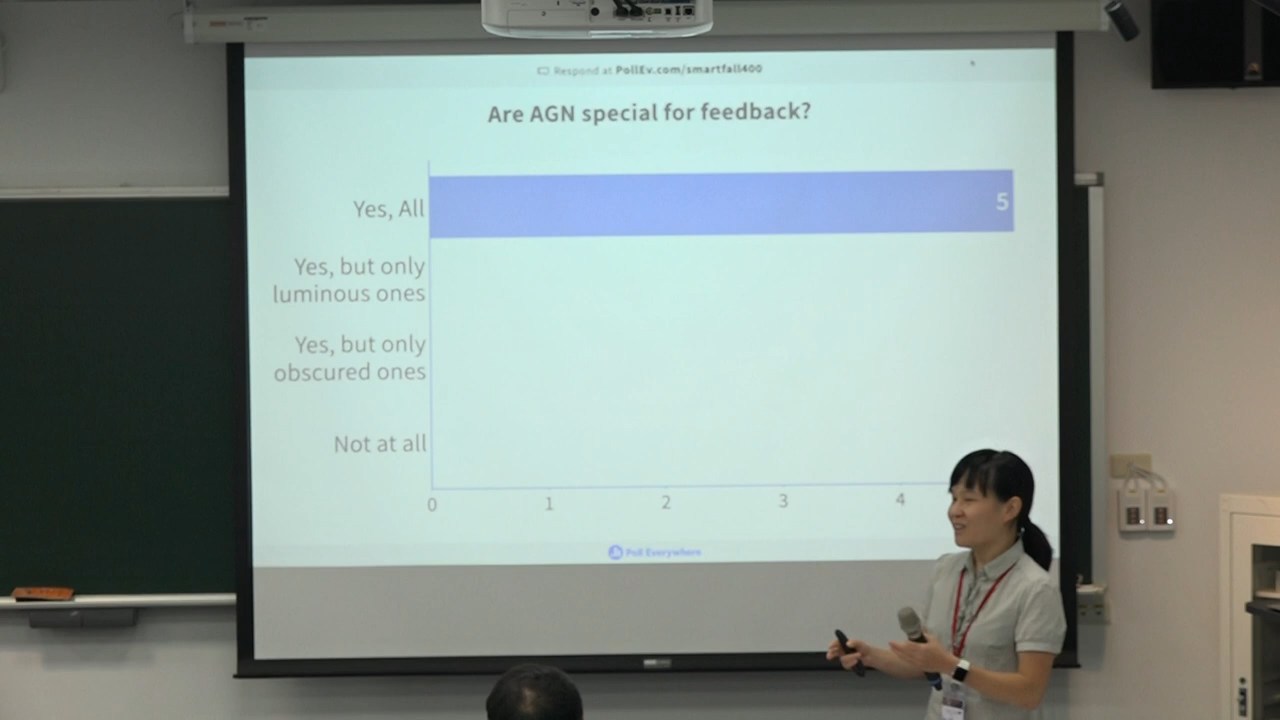 Respond at PollEv.com/smartfall400
Are AGN special for feedback?
Yes, All
5
Yes, but only
luminous ones
Yes, but only
obscured ones
Not at all
0 1 2 3 4
Poll Everywhere